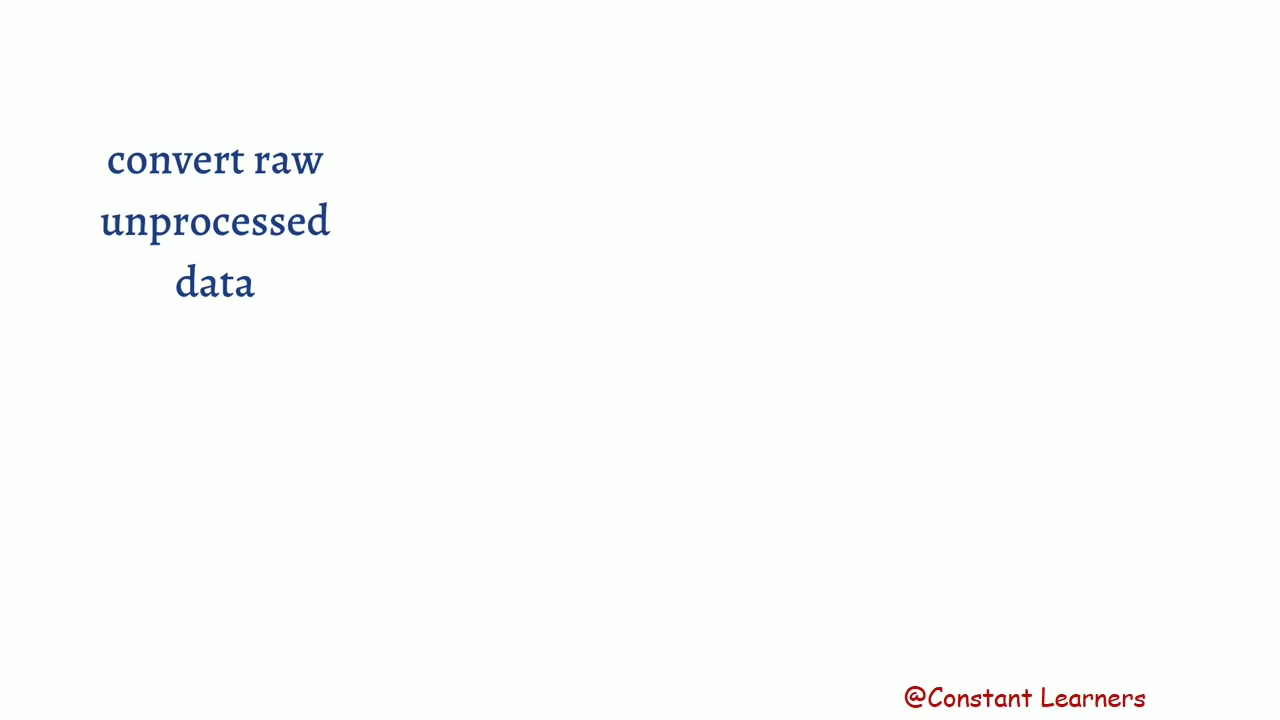 convert raw
unprocessed
data
@Constant Learners